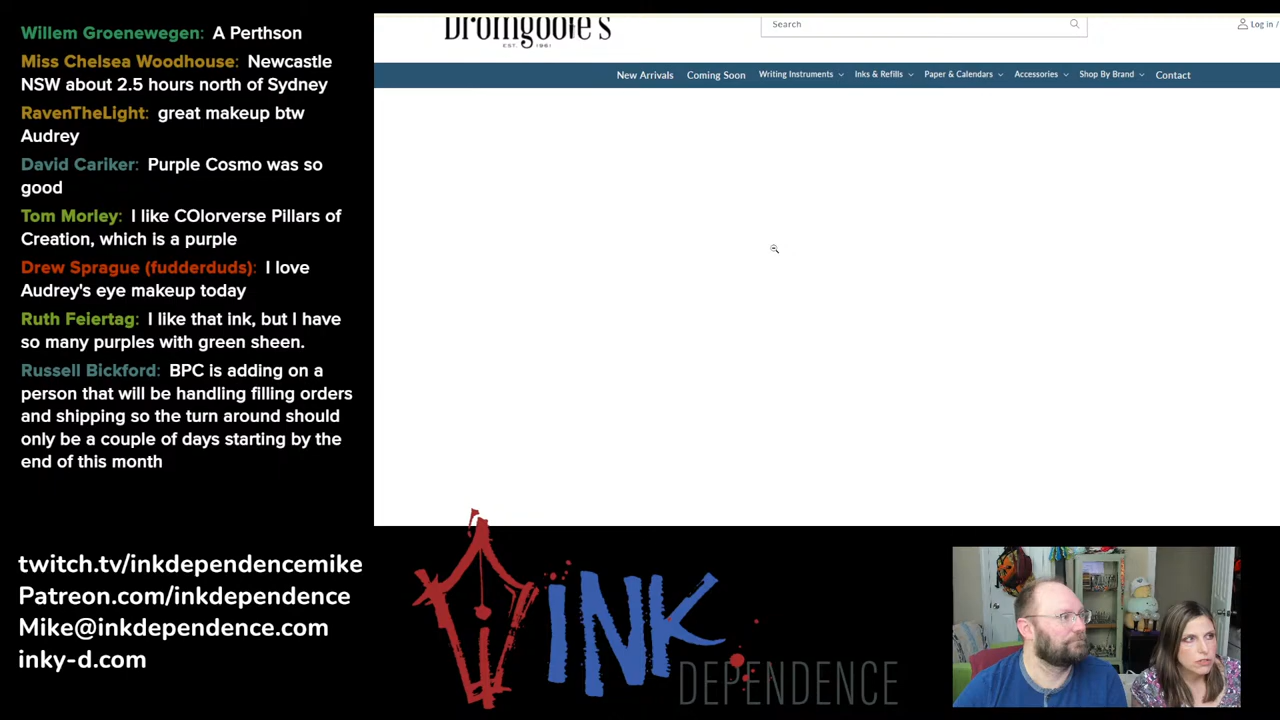 Willem Groenewegen: A Perthson
Miss Chelsea Woodhouse: Newcastle
NSW about 2.5 hours north of Sydney
RavenTheLight: great makeup btw
Audrey
David Cariker: Purple Cosmo was so
good
Tom Morley: I like COlorverse Pillars of
Creation, which is a purple
Drew Sprague (fudderduds): I love
Audrey's eye makeup today
Ruth Feiertag: I like that ink, but I have
so many purples with green sheen.
Russell Bickford: BPC is adding on a
person that will be handling filling orders
and shipping so the turn around should
only be a couple of days starting by the
end of this month
Dromgoole's
EST. 1961
Search
Log in /
New Arrivals Coming Soon Writing Instruments Inks & Refills Paper & Calendars Accessories Shop By Brand Contact
twitch.tv/inkdependencemike
Patreon.com/inkdependence
Mike@inkdependence.com
inky-d.com
INK
DEPENDENCE